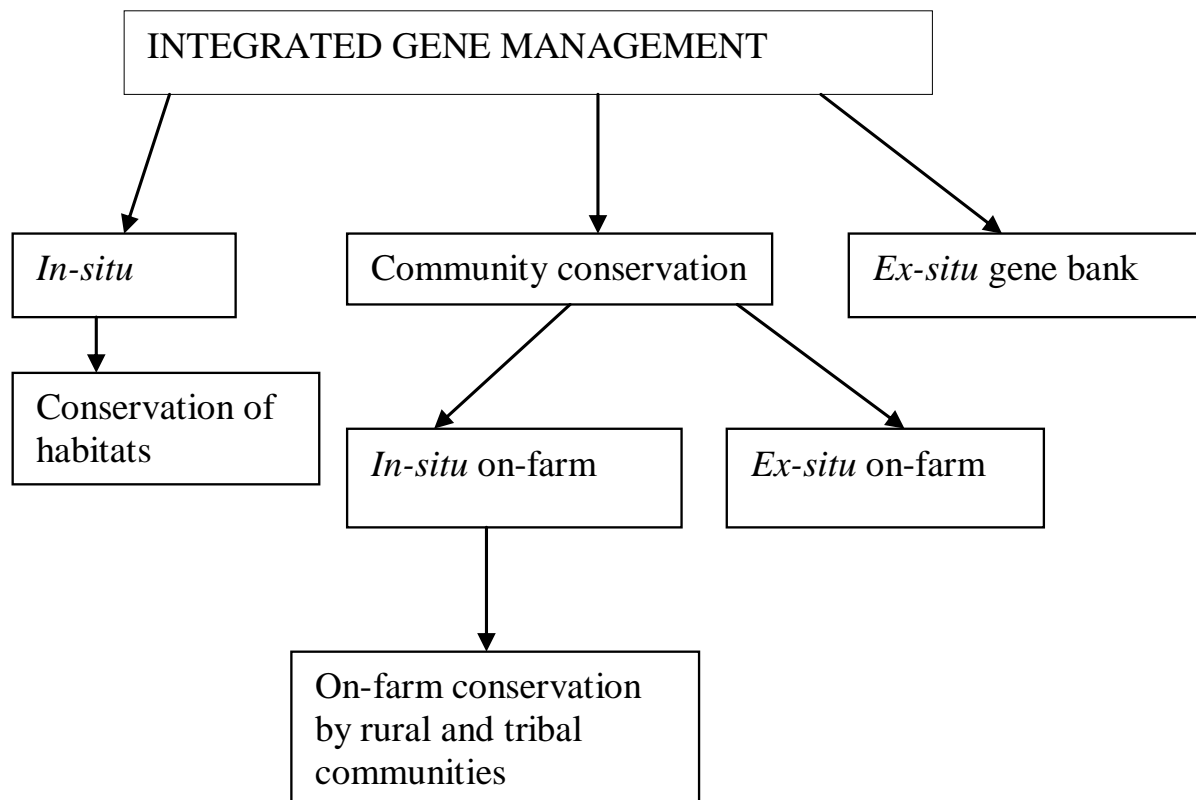 INTEGRATED GENE MANAGEMENT
In-situ
Community conservation
Ex-situ gene bank
Conservation of
habitats
In-situ on-farm
Ex-situ on-farm
On-farm conservation
by rural and tribal
communities